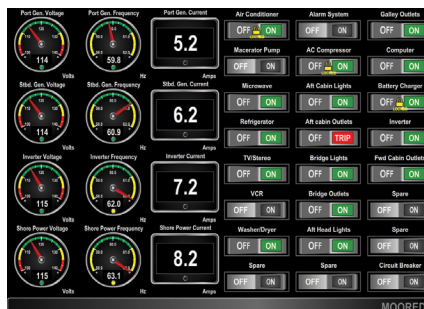 Port Gen. Voltage Port Gen. Frequency Port Gen. Current Air Conditioner Alarm System Galley Outlets
114 59.8 5.2 OFF ON OFF ON OFF ON
Volts Hz Amps Macerator Pump AC Compressor Computer
OFF ON OFF ON OFF ON
Stbd. Gen. Voltage Stbd. Gen. Frequency Stbd. Gen. Current Microwave Aft Cabin Lights Battery Charger
114 60.9 6.2 OFF ON OFF ON OFF ON
Volts Hz Amps Refrigerator Aft cabin Outlets Inverter
OFF ON OFF TRIP OFF ON
Inverter Voltage Inverter Frequency Inverter Current TV/Stereo Bridge Lights Fwd Cabin Outlets
115 62.0 7.2 OFF ON OFF ON OFF ON
Volts Hz Amps VCR Bridge Outlets Spare
OFF ON OFF ON OFF ON
Shore Power Voltage Shore Power Frequency Shore Power Current Washer/Dryer Aft Head Lights Spare
115 63.1 8.2 OFF ON OFF ON OFF ON
Volts Hz Amps Spare Spare Circuit Breaker
OFF ON OFF ON OFF ON
MOORED